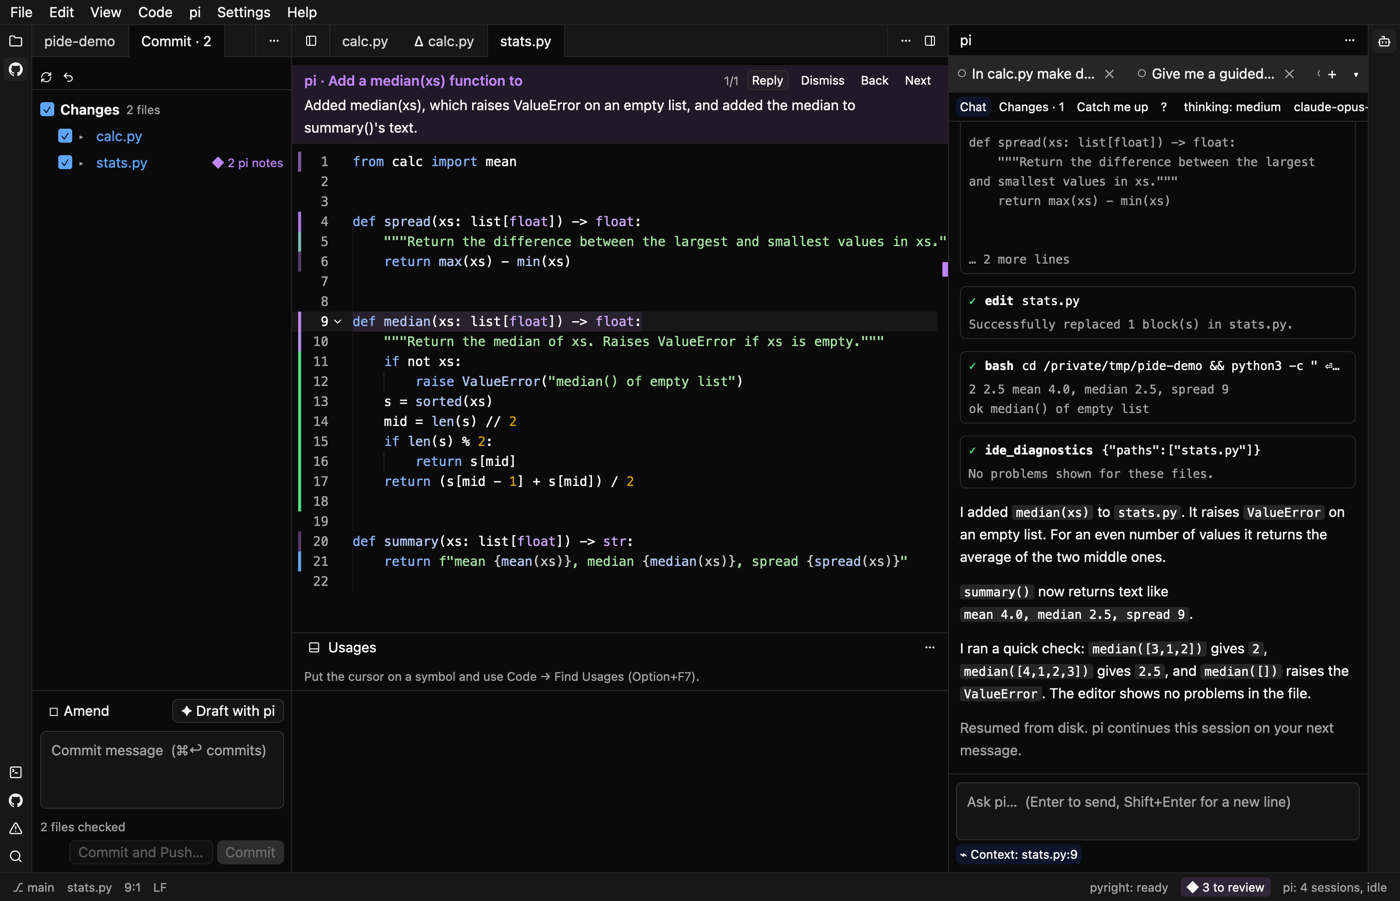 File Edit View Code pi Settings Help
pide-demo Commit · 2 ···
Changes 2 files
calc.py
stats.py ◆ 2 pi notes
Amend
✦ Draft with pi
Commit message (⌘↩ commits)
2 files checked
Commit and Push... Commit
calc.py Δ calc.py stats.py ···
pi · Add a median(xs) function to 1/1 Reply Dismiss Back Next
Added median(xs), which raises ValueError on an empty list, and added the median to
summary()'s text.
1 from calc import mean
2
3
4 def spread(xs: list[float]) -> float:
5 """Return the difference between the largest and smallest values in xs."
6 return max(xs) - min(xs)
7
8
9 def median(xs: list[float]) -> float:
10 """Return the median of xs. Raises ValueError if xs is empty."""
11 if not xs:
12 raise ValueError("median() of empty list")
13 s = sorted(xs)
14 mid = len(s) // 2
15 if len(s) % 2:
16 return s[mid]
17 return (s[mid - 1] + s[mid]) / 2
18
19
20 def summary(xs: list[float]) -> str:
21 return f"mean {mean(xs)}, median {median(xs)}, spread {spread(xs)}"
22
Usages ···
Put the cursor on a symbol and use Code → Find Usages (Option+F7).
pi ···
In calc.py make d... × Give me a guided... × + ▾
Chat Changes · 1 Catch me up ? thinking: medium claude-opus-
def spread(xs: list[float]) -> float:
"""Return the difference between the largest
and smallest values in xs."""
return max(xs) - min(xs)
… 2 more lines
✓ edit stats.py
Successfully replaced 1 block(s) in stats.py.
✓ bash cd /private/tmp/pide-demo && python3 -c " ⏎…
2 2.5 mean 4.0, median 2.5, spread 9
ok median() of empty list
✓ ide_diagnostics {"paths":["stats.py"]}
No problems shown for these files.
I added median(xs) to stats.py. It raises ValueError on
an empty list. For an even number of values it returns the
average of the two middle ones.
summary() now returns text like
mean 4.0, median 2.5, spread 9.
I ran a quick check: median([3,1,2]) gives 2,
median([4,1,2,3]) gives 2.5, and median([]) raises the
ValueError. The editor shows no problems in the file.
Resumed from disk. pi continues this session on your next
message.
Ask pi... (Enter to send, Shift+Enter for a new line)
Context: stats.py:9
main stats.py 9:1 LF
pyright: ready ◆ 3 to review pi: 4 sessions, idle